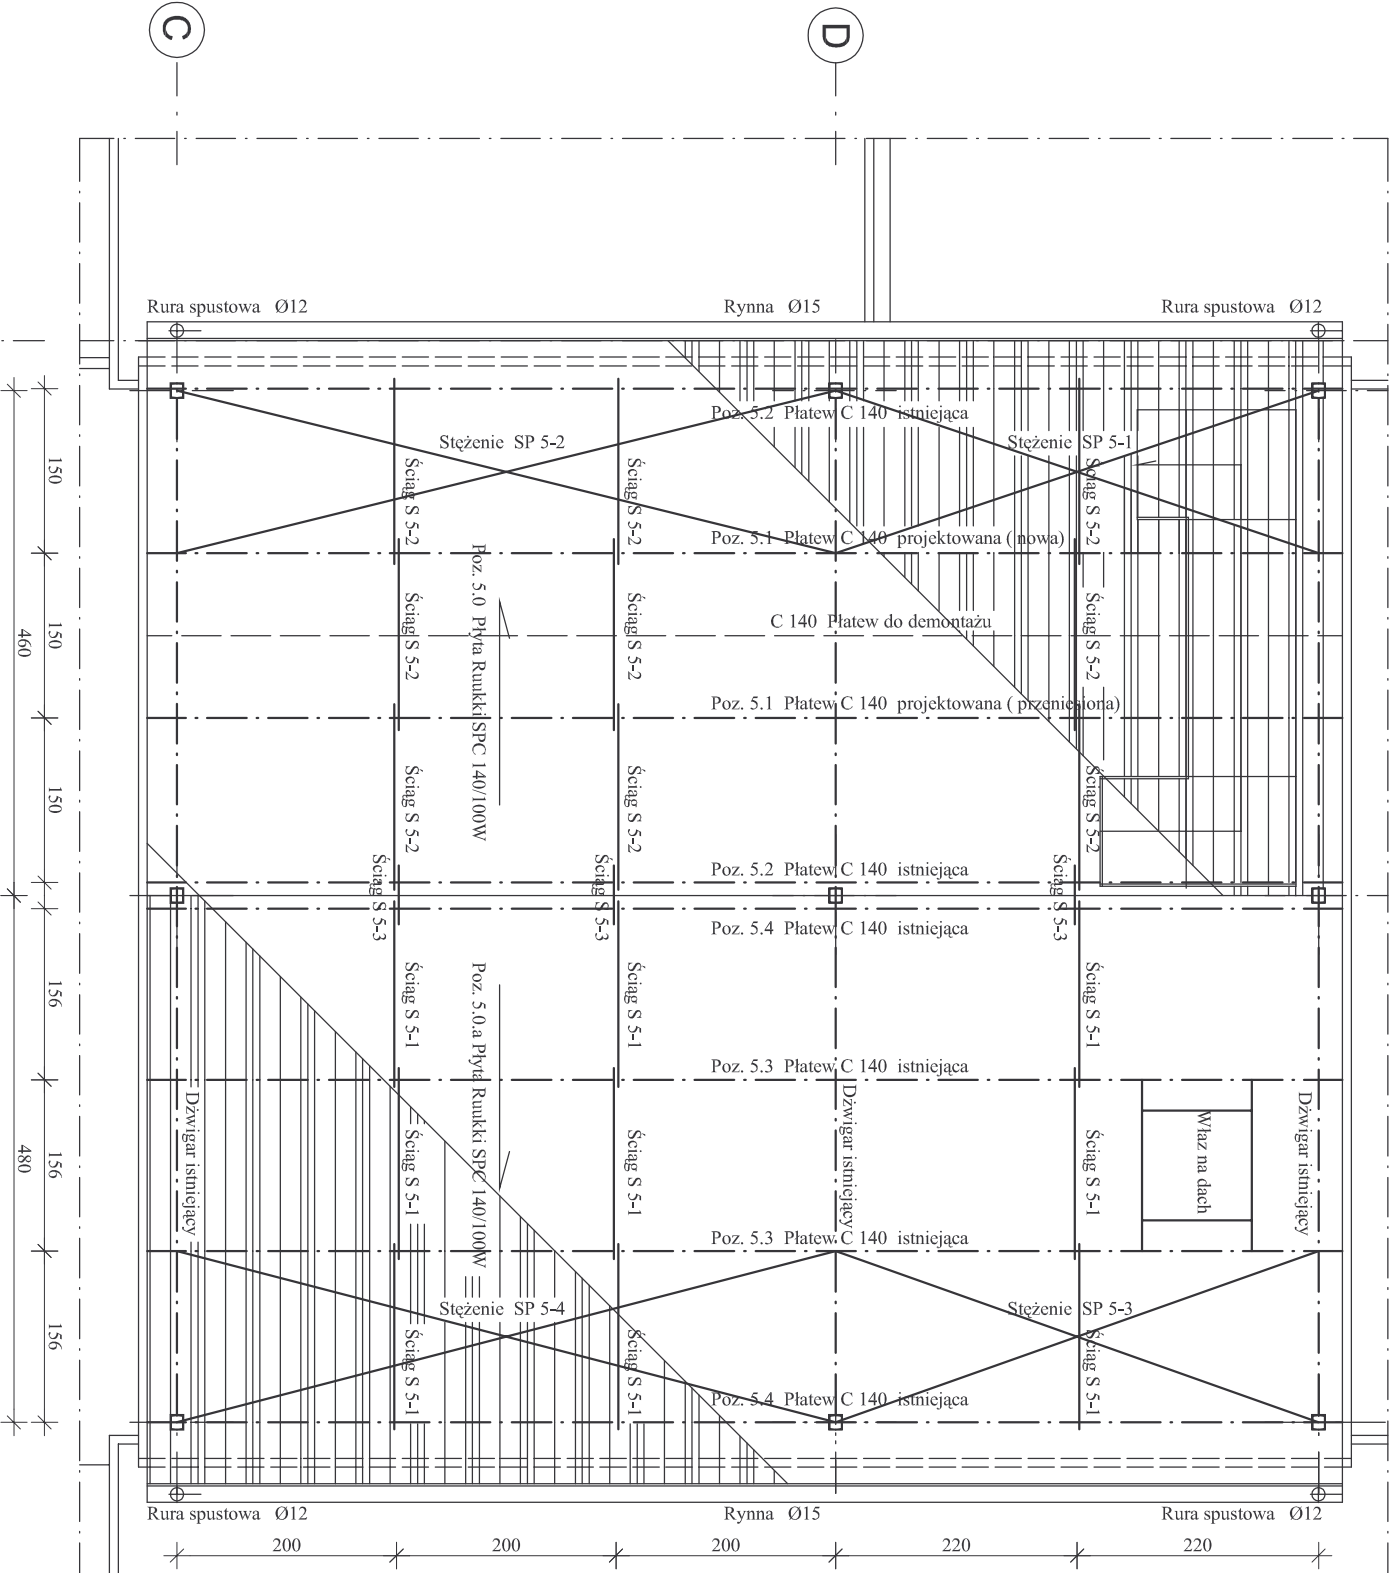 C
D
Rura spustowa Ø12
Rynna Ø15
Rura spustowa Ø12
Poz. 5.2 Płatew C 140 istniejąca
Stężenie SP 5-2
Stężenie SP 5-1
Ściąg S 5-2
Ściąg S 5-2
Ściąg S 5-2
150
Poz. 5.1 Płatew C 140 projektowana ( nowa)
Poz. 5.0 Płyta Ruukki SPC 140/100W
Ściąg S 5-2
Ściąg S 5-2
Ściąg S 5-2
C 140 Płatew do demontażu
150
460
Poz. 5.1 Płatew C 140 projektowana ( przeniesiona)
Ściąg S 5-2
Ściąg S 5-2
Ściąg S 5-2
150
Poz. 5.2 Płatew C 140 istniejąca
Ściąg S 5-3
Ściąg S 5-3
Ściąg S 5-3
Poz. 5.4 Płatew C 140 istniejąca
Poz. 5.0.a Płyta Ruukki SPC 140/100W
Ściąg S 5-1
Ściąg S 5-1
Ściąg S 5-1
156
Poz. 5.3 Płatew C 140 istniejąca
Dźwigar istniejący
Dźwigar istniejący
Dźwigar istniejący
Właz na dach
Ściąg S 5-1
Ściąg S 5-1
Ściąg S 5-1
156
480
Poz. 5.3 Płatew C 140 istniejąca
Stężenie SP 5-4
Stężenie SP 5-3
Ściąg S 5-1
Ściąg S 5-1
Ściąg S 5-1
156
Poz. 5.4 Płatew C 140 istniejąca
Rura spustowa Ø12
Rynna Ø15
Rura spustowa Ø12
200
200
200
220
220